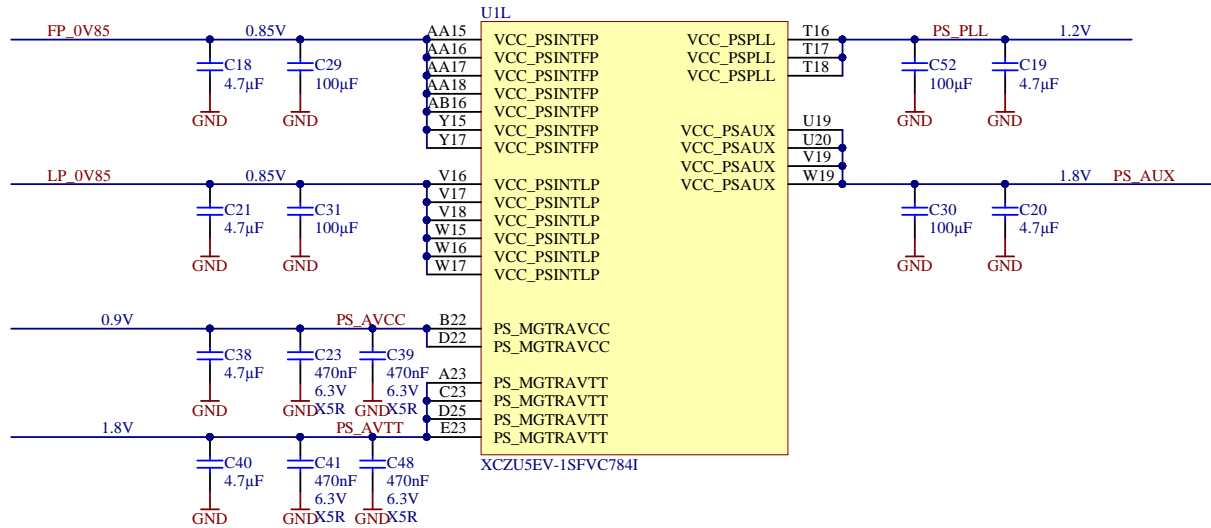 U1L
FP_0V85 0.85V AA15 VCC_PSINTFP VCC_PSPLL T16 PS_PLL 1.2V
AA16 VCC_PSINTFP VCC_PSPLL T17
C18 C29 AA17 VCC_PSINTFP VCC_PSPLL T18 C52 C19
4.7µF 100µF AA18 VCC_PSINTFP 100µF 4.7µF
AB16 VCC_PSINTFP
GND GND Y15 VCC_PSINTFP VCC_PSAUX U19 GND GND
Y17 VCC_PSINTFP VCC_PSAUX U20
VCC_PSAUX V19
LP_0V85 0.85V V16 VCC_PSINTLP VCC_PSAUX W19 1.8V PS_AUX
V17 VCC_PSINTLP
C21 C31 V18 VCC_PSINTLP C30 C20
4.7µF 100µF W15 VCC_PSINTLP 100µF 4.7µF
W16 VCC_PSINTLP
GND GND W17 VCC_PSINTLP GND GND
0.9V PS_AVCC B22 PS_MGTRAVCC
D22 PS_MGTRAVCC
C38 C23 C39
4.7µF 470nF 470nF
A23 PS_MGTRAVTT
6.3V 6.3V
C23 PS_MGTRAVTT
GND GND X5R GND X5R
D25 PS_MGTRAVTT
1.8V PS_AVTT E23 PS_MGTRAVTT
C40 C41 C48 XCZU5EV-1SFVC784I
4.7µF 470nF 470nF
6.3V 6.3V
GND GND X5R GND X5R